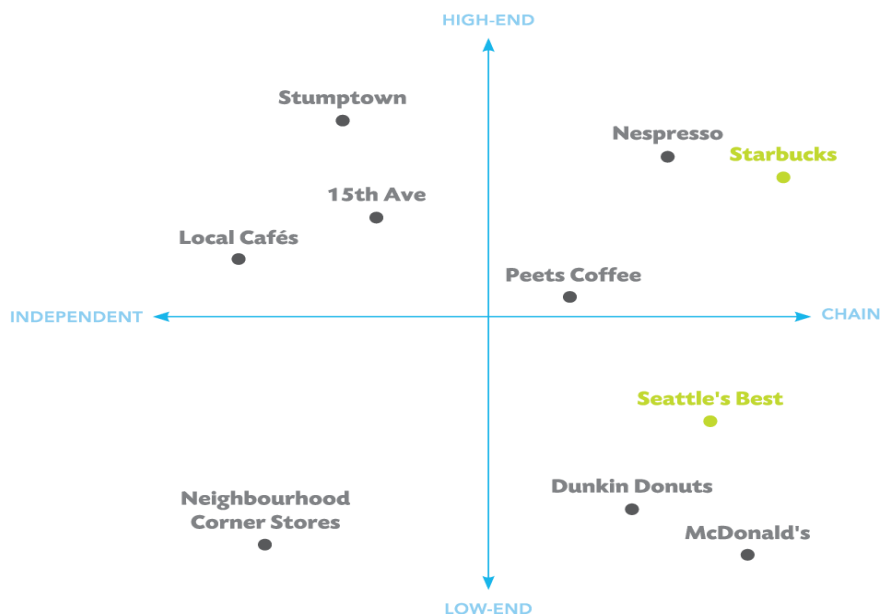 HIGH-END
Stumptown
Nespresso
Starbucks
15th Ave
Local Cafés
Peets Coffee
INDEPENDENT
CHAIN
Seattle's Best
Dunkin Donuts
Neighbourhood
Corner Stores
McDonald's
LOW-END